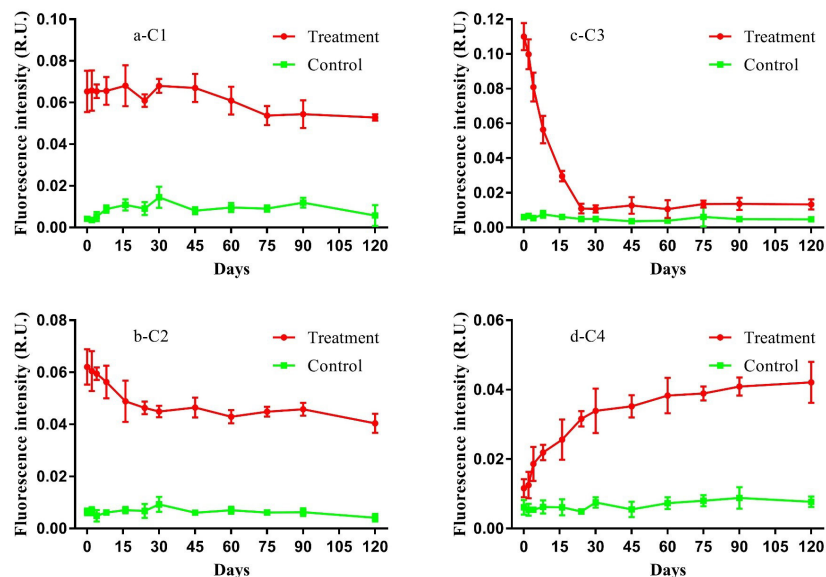 a-C1
Treatment
Control
Fluorescence intensity (R.U.)
0.10
0.08
0.06
0.04
0.02
0.00
0 15 30 45 60 75 90 105 120
Days
c-C3
Treatment
Control
Fluorescence intensity (R.U.)
0.12
0.10
0.08
0.06
0.04
0.02
0.00
0 15 30 45 60 75 90 105 120
Days
b-C2
Treatment
Control
Fluorescence intensity (R.U.)
0.08
0.06
0.04
0.02
0.00
0 15 30 45 60 75 90 105 120
Days
d-C4
Treatment
Control
Fluorescence intensity (R.U.)
0.06
0.04
0.02
0.00
0 15 30 45 60 75 90 105 120
Days